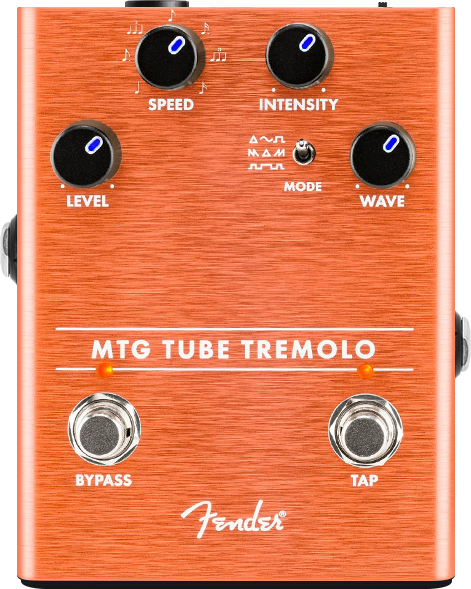 SPEED
INTENSITY
LEVEL
MODE
WAVE
MTG TUBE TREMOLO
BYPASS
TAP
Fender®